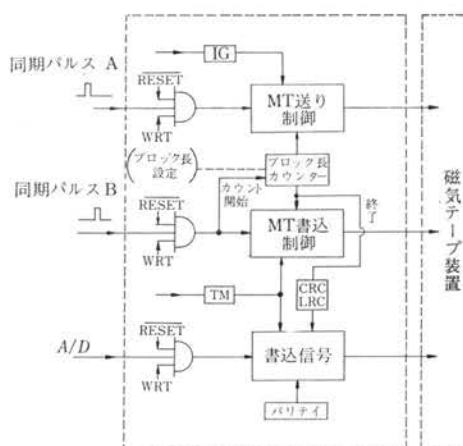 IG
同期パルス A
RESET
WRT
MT送り
制御
ブロック長
設定
ブロック長
カウンター
同期パルス B
RESET
カウント
開始
WRT
MT書込
制御
終了
磁気テープ装置
TM
CRC
LRC
RESET
A/D
WRT
書込信号
パリテイ